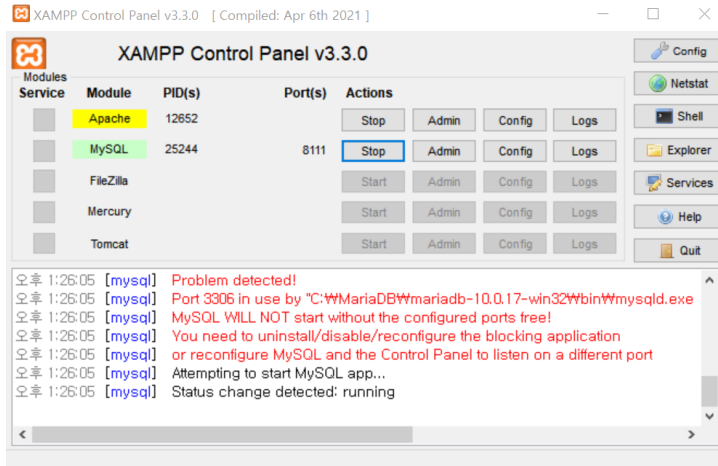 XAMPP Control Panel v3.3.0 [ Compiled: Apr 6th 2021 ]
XAMPP Control Panel v3.3.0
Config
Modules
Service Module PID(s) Port(s) Actions
Netstat
Apache 12652 Stop Admin Config Logs
Shell
MySQL 25244 8111 Stop Admin Config Logs
Explorer
FileZilla Start Admin Config Logs
Services
Mercury Start Admin Config Logs
Help
Tomcat Start Admin Config Logs
Quit
오후 1:26:05 [mysql] Problem detected!
오후 1:26:05 [mysql] Port 3306 in use by "C:₩MariaDB₩mariadb-10.0.17-win32₩bin₩mysqld.exe
오후 1:26:05 [mysql] MySQL WILL NOT start without the configured ports free!
오후 1:26:05 [mysql] You need to uninstall/disable/reconfigure the blocking application
오후 1:26:05 [mysql] or reconfigure MySQL and the Control Panel to listen on a different port
오후 1:26:05 [mysql] Attempting to start MySQL app...
오후 1:26:05 [mysql] Status change detected: running